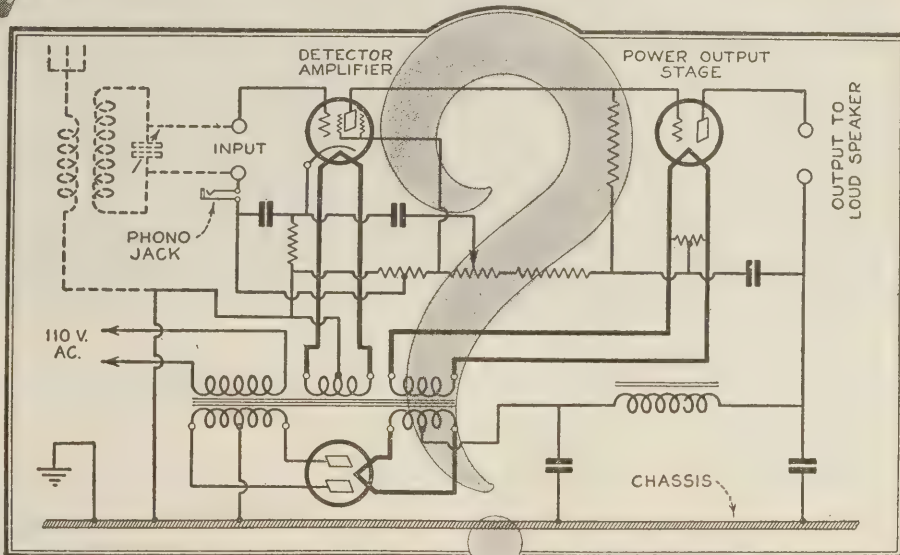 DETECTOR
AMPLIFIER
POWER OUTPUT
STAGE
INPUT
OUTPUT TO
LOUD SPEAKER
PHONO
JACK
110 V.
AC.
CHASSIS